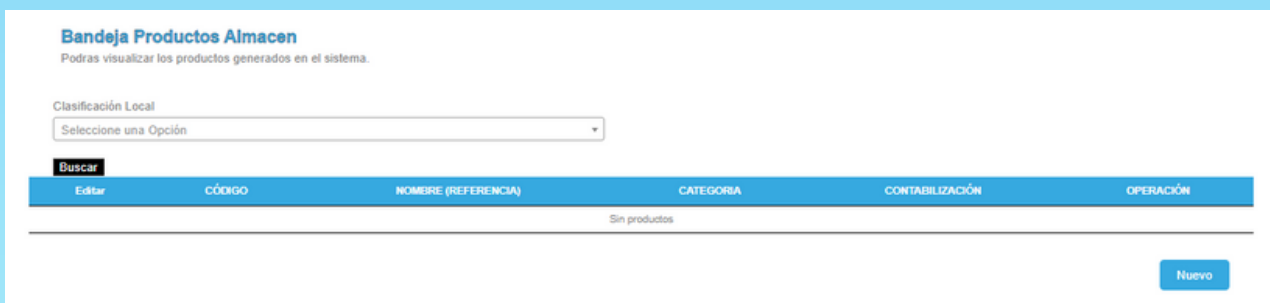 Bandeja Productos Almacen
Podras visualizar los productos generados en el sistema.
Clasificación Local
Seleccione una Opción
Buscar
Editar CÓDIGO NOMBRE (REFERENCIA) CATEGORIA CONTABILIZACIÓN OPERACIÓN
Sin productos
Nuevo